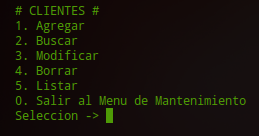 # CLIENTES #
1. Agregar
2. Buscar
3. Modificar
4. Borrar
5. Listar
0. Salir al Menu de Mantenimiento
Seleccion ->